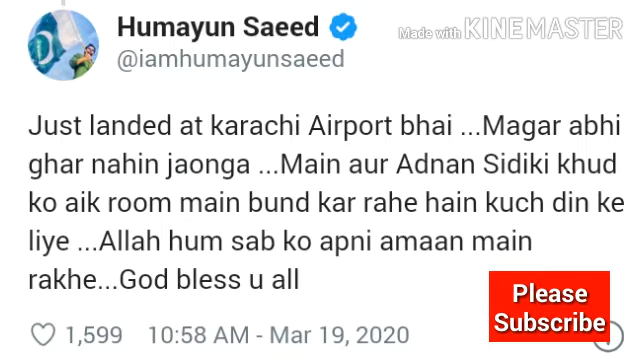 Humayun Saeed
Made with KINEMASTER
@iamhumayunsaeed
Just landed at karachi Airport bhai ...Magar abhi
ghar nahin jaonga ...Main aur Adnan Sidiki khud
ko aik room main bund kar rahe hain kuch din ke
liye ...Allah hum sab ko apni amaan main
rakhe...God bless u all
Please
Subscribe
1,599 10:58 AM - Mar 19, 2020